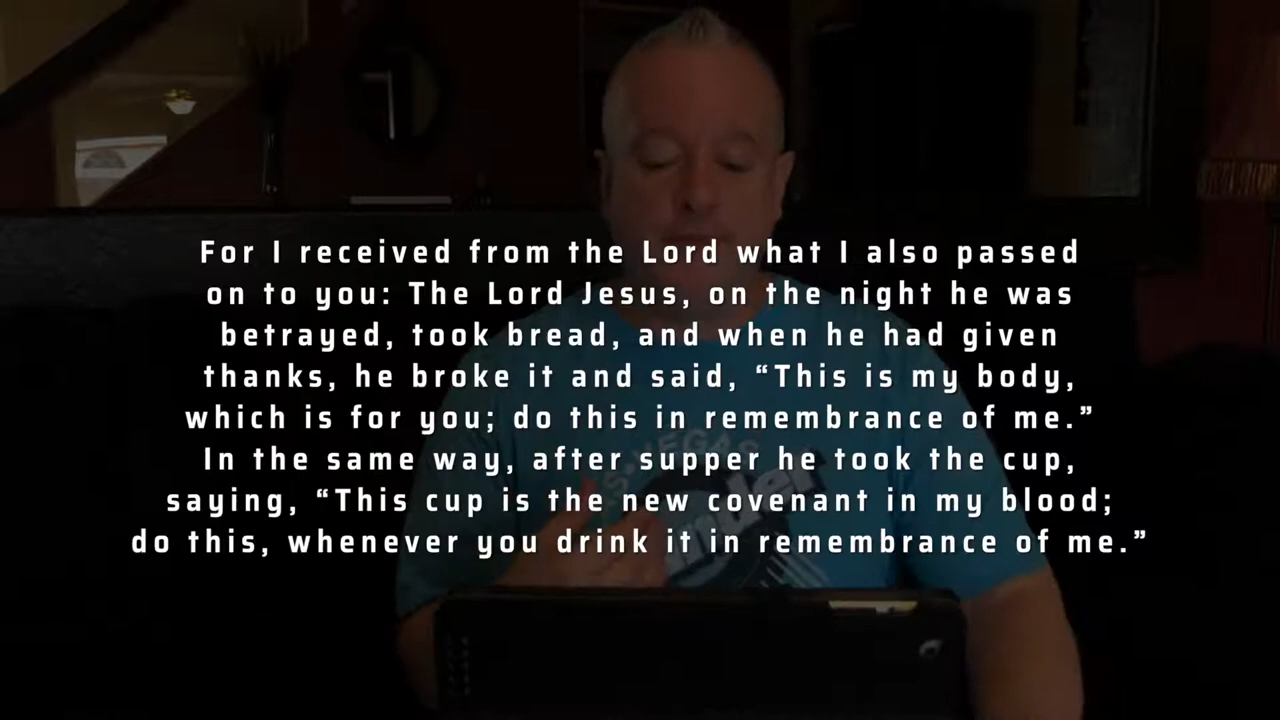 For I received from the Lord what I also passed
on to you: The Lord Jesus, on the night he was
betrayed, took bread, and when he had given
thanks, he broke it and said, “This is my body,
which is for you; do this in remembrance of me.”
In the same way, after supper he took the cup,
saying, “This cup is the new covenant in my blood;
do this, whenever you drink it in remembrance of me.”
VEGAS